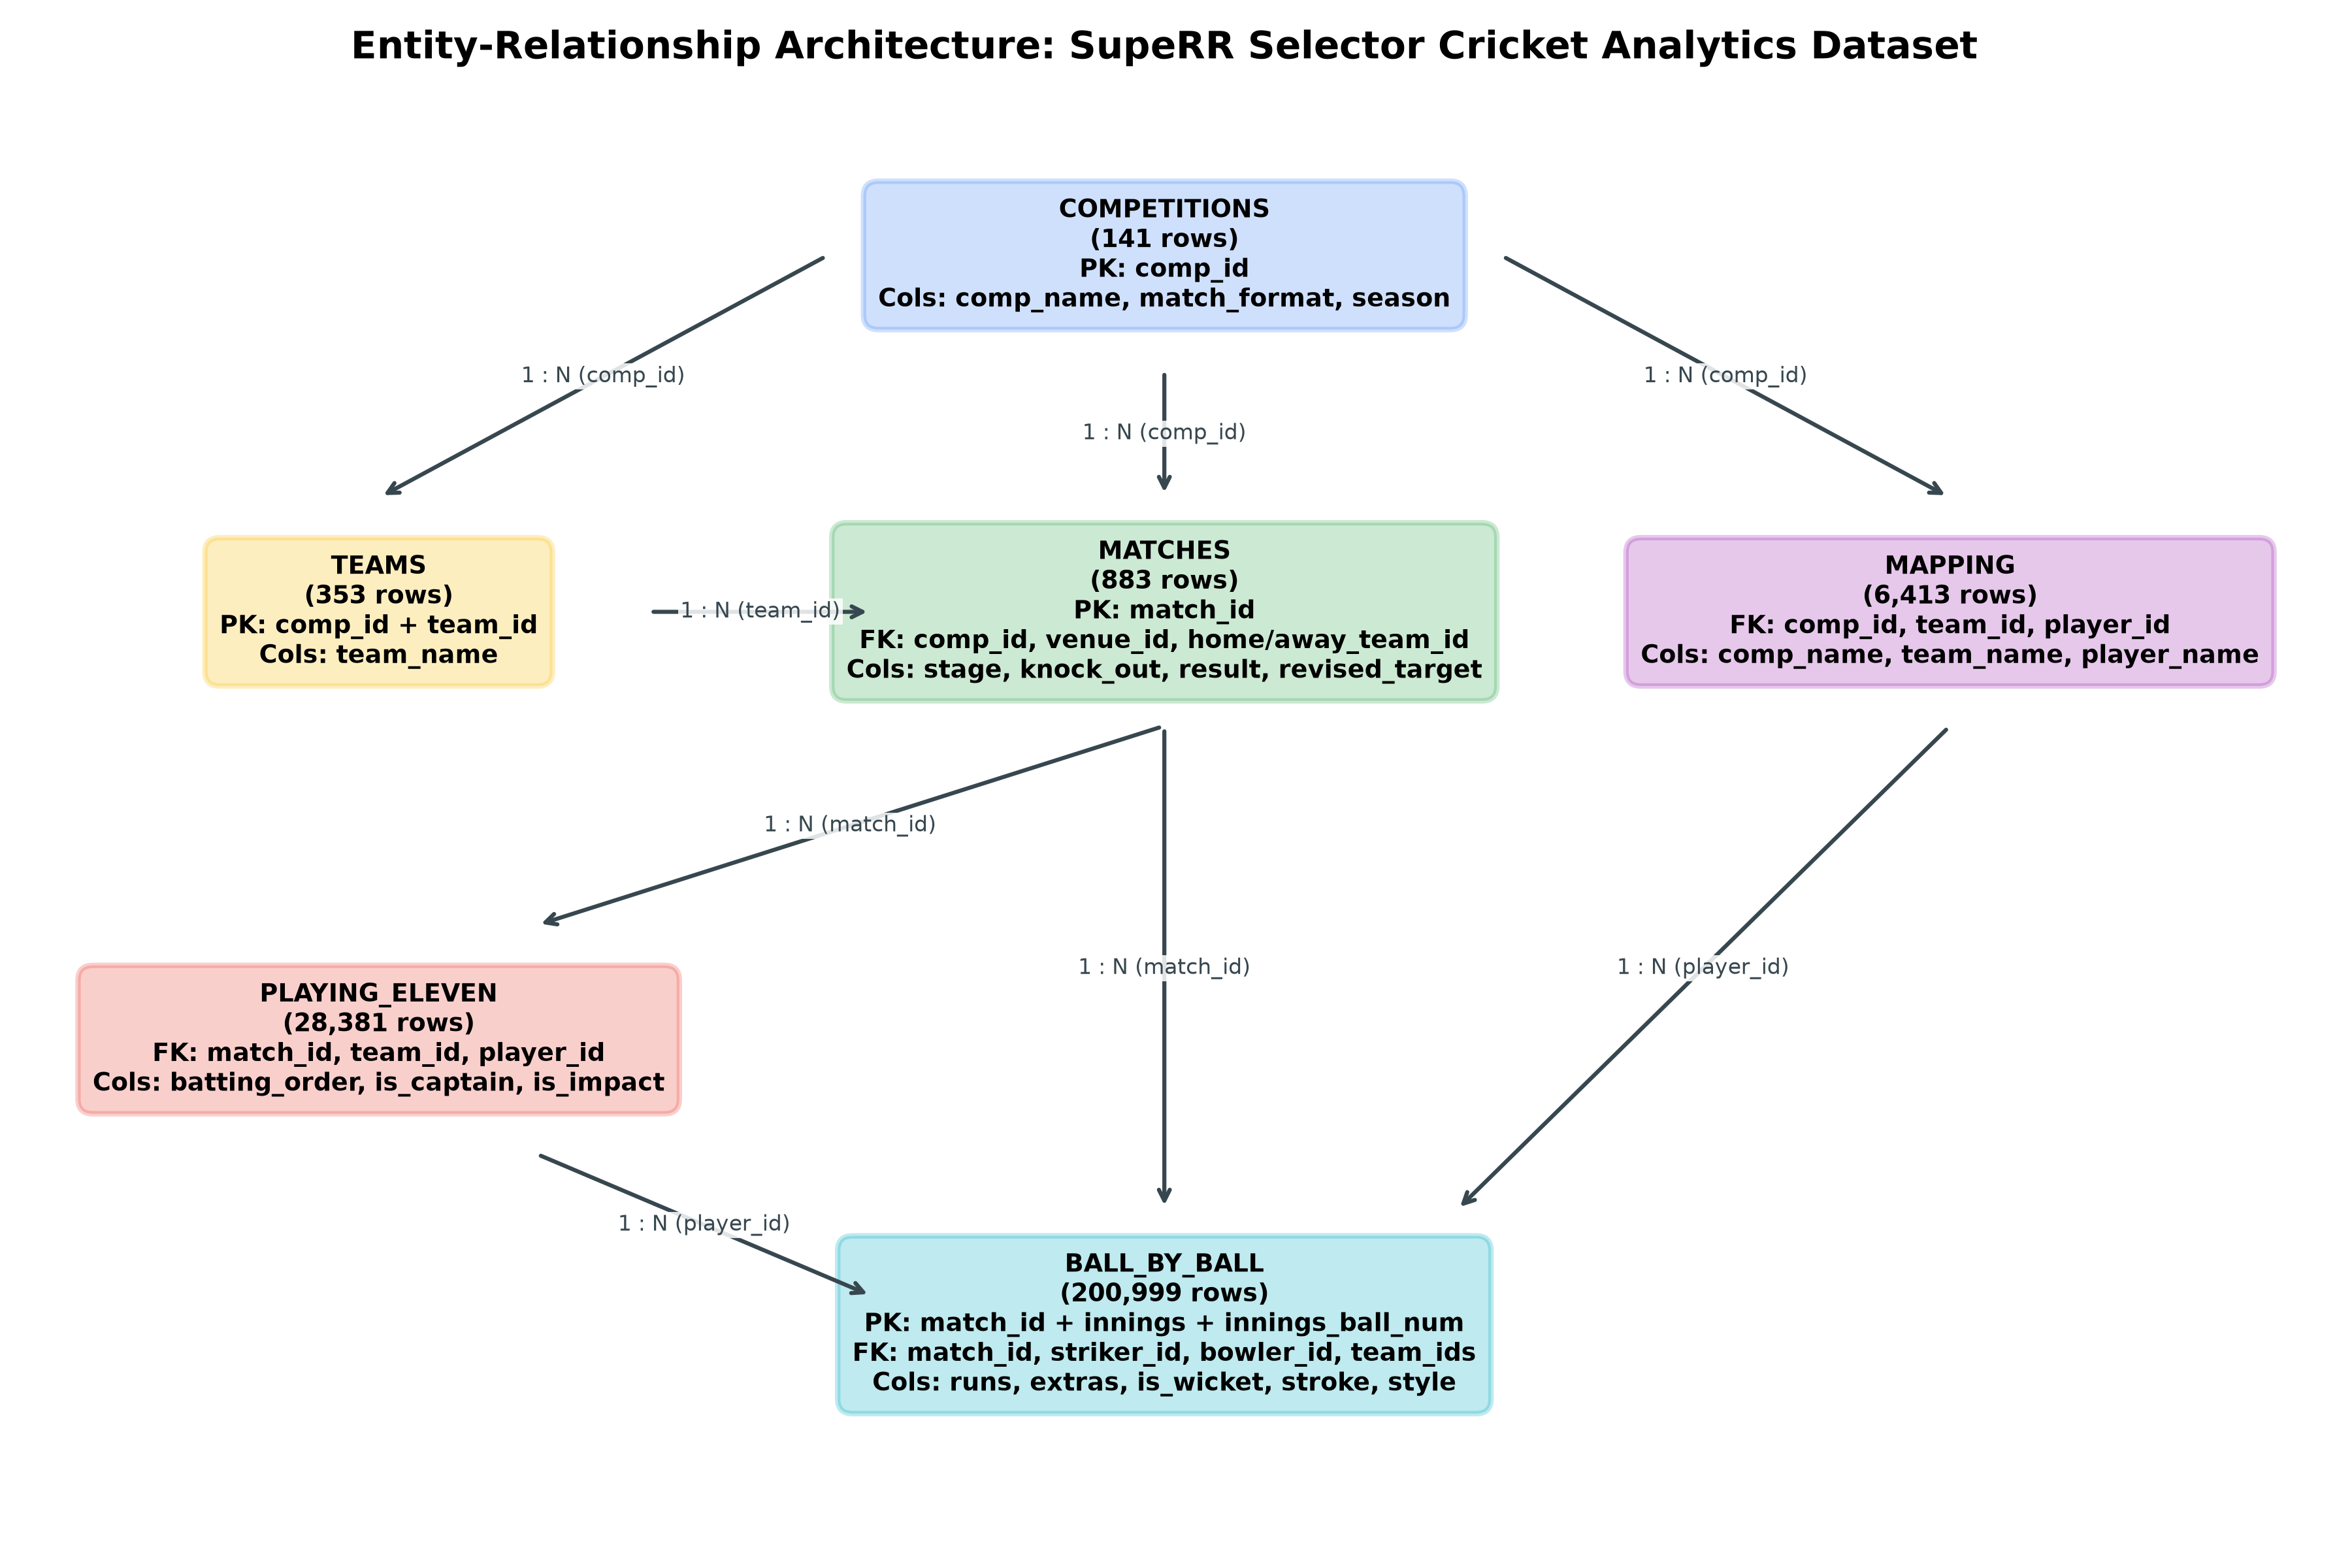 Entity-Relationship Architecture: SupeRR Selector Cricket Analytics Dataset
COMPETITIONS
(141 rows)
PK: comp_id
Cols: comp_name, match_format, season
1 : N (comp_id)
1 : N (comp_id)
1 : N (comp_id)
TEAMS
(353 rows)
PK: comp_id + team_id
Cols: team_name
1 : N (team_id)
MATCHES
(883 rows)
PK: match_id
FK: comp_id, venue_id, home/away_team_id
Cols: stage, knock_out, result, revised_target
MAPPING
(6,413 rows)
FK: comp_id, team_id, player_id
Cols: comp_name, team_name, player_name
1 : N (match_id)
1 : N (match_id)
1 : N (player_id)
PLAYING_ELEVEN
(28,381 rows)
FK: match_id, team_id, player_id
Cols: batting_order, is_captain, is_impact
1 : N (player_id)
BALL_BY_BALL
(200,999 rows)
PK: match_id + innings + innings_ball_num
FK: match_id, striker_id, bowler_id, team_ids
Cols: runs, extras, is_wicket, stroke, style